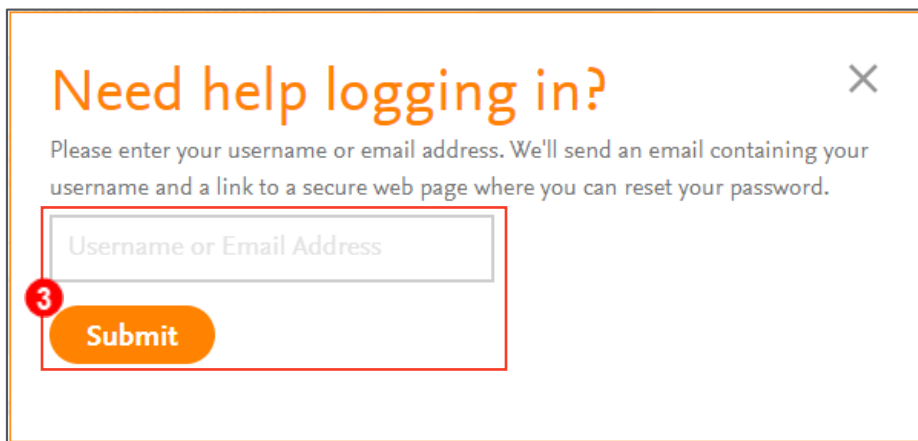 Need help logging in?
Please enter your username or email address. We'll send an email containing your
username and a link to a secure web page where you can reset your password.
Username or Email Address
3
Submit